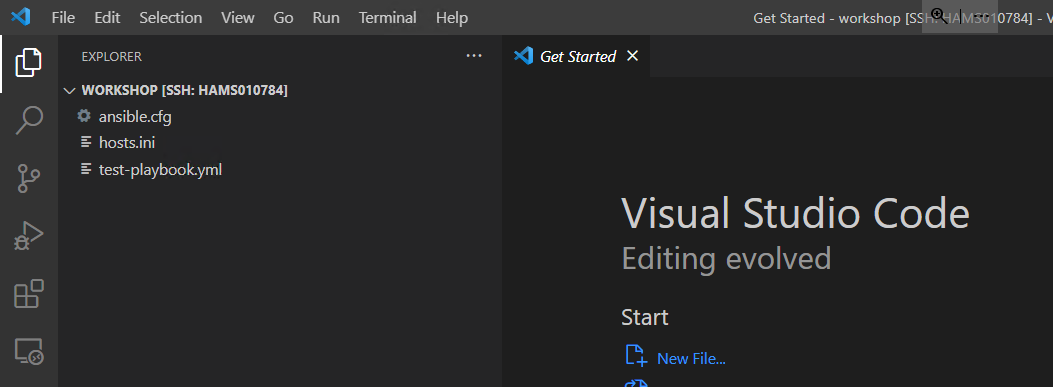 File Edit Selection View Go Run Terminal Help
Get Started - workshop [SSH: HAMS010784] - V
EXPLORER
Get Started
WORKSHOP [SSH: HAMS010784]
ansible.cfg
hosts.ini
test-playbook.yml
Visual Studio Code
Editing evolved
Start
New File...